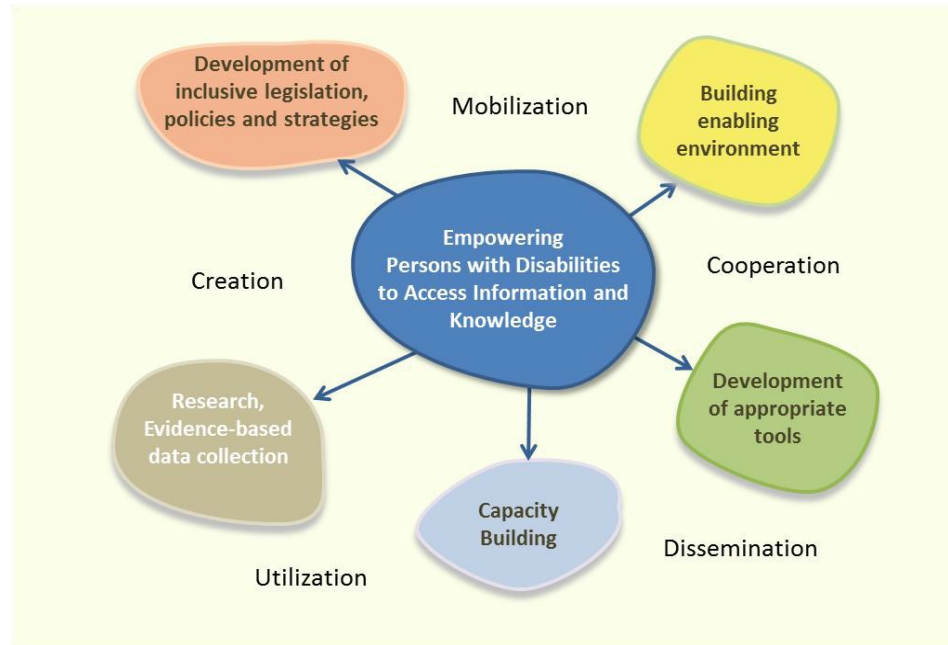 Development of
inclusive legislation,
policies and strategies
Mobilization
Building
enabling
environment
Empowering
Persons with Disabilities
to Access Information and
Knowledge
Creation
Cooperation
Research,
Evidence-based
data collection
Development
of appropriate
tools
Capacity
Building
Utilization
Dissemination